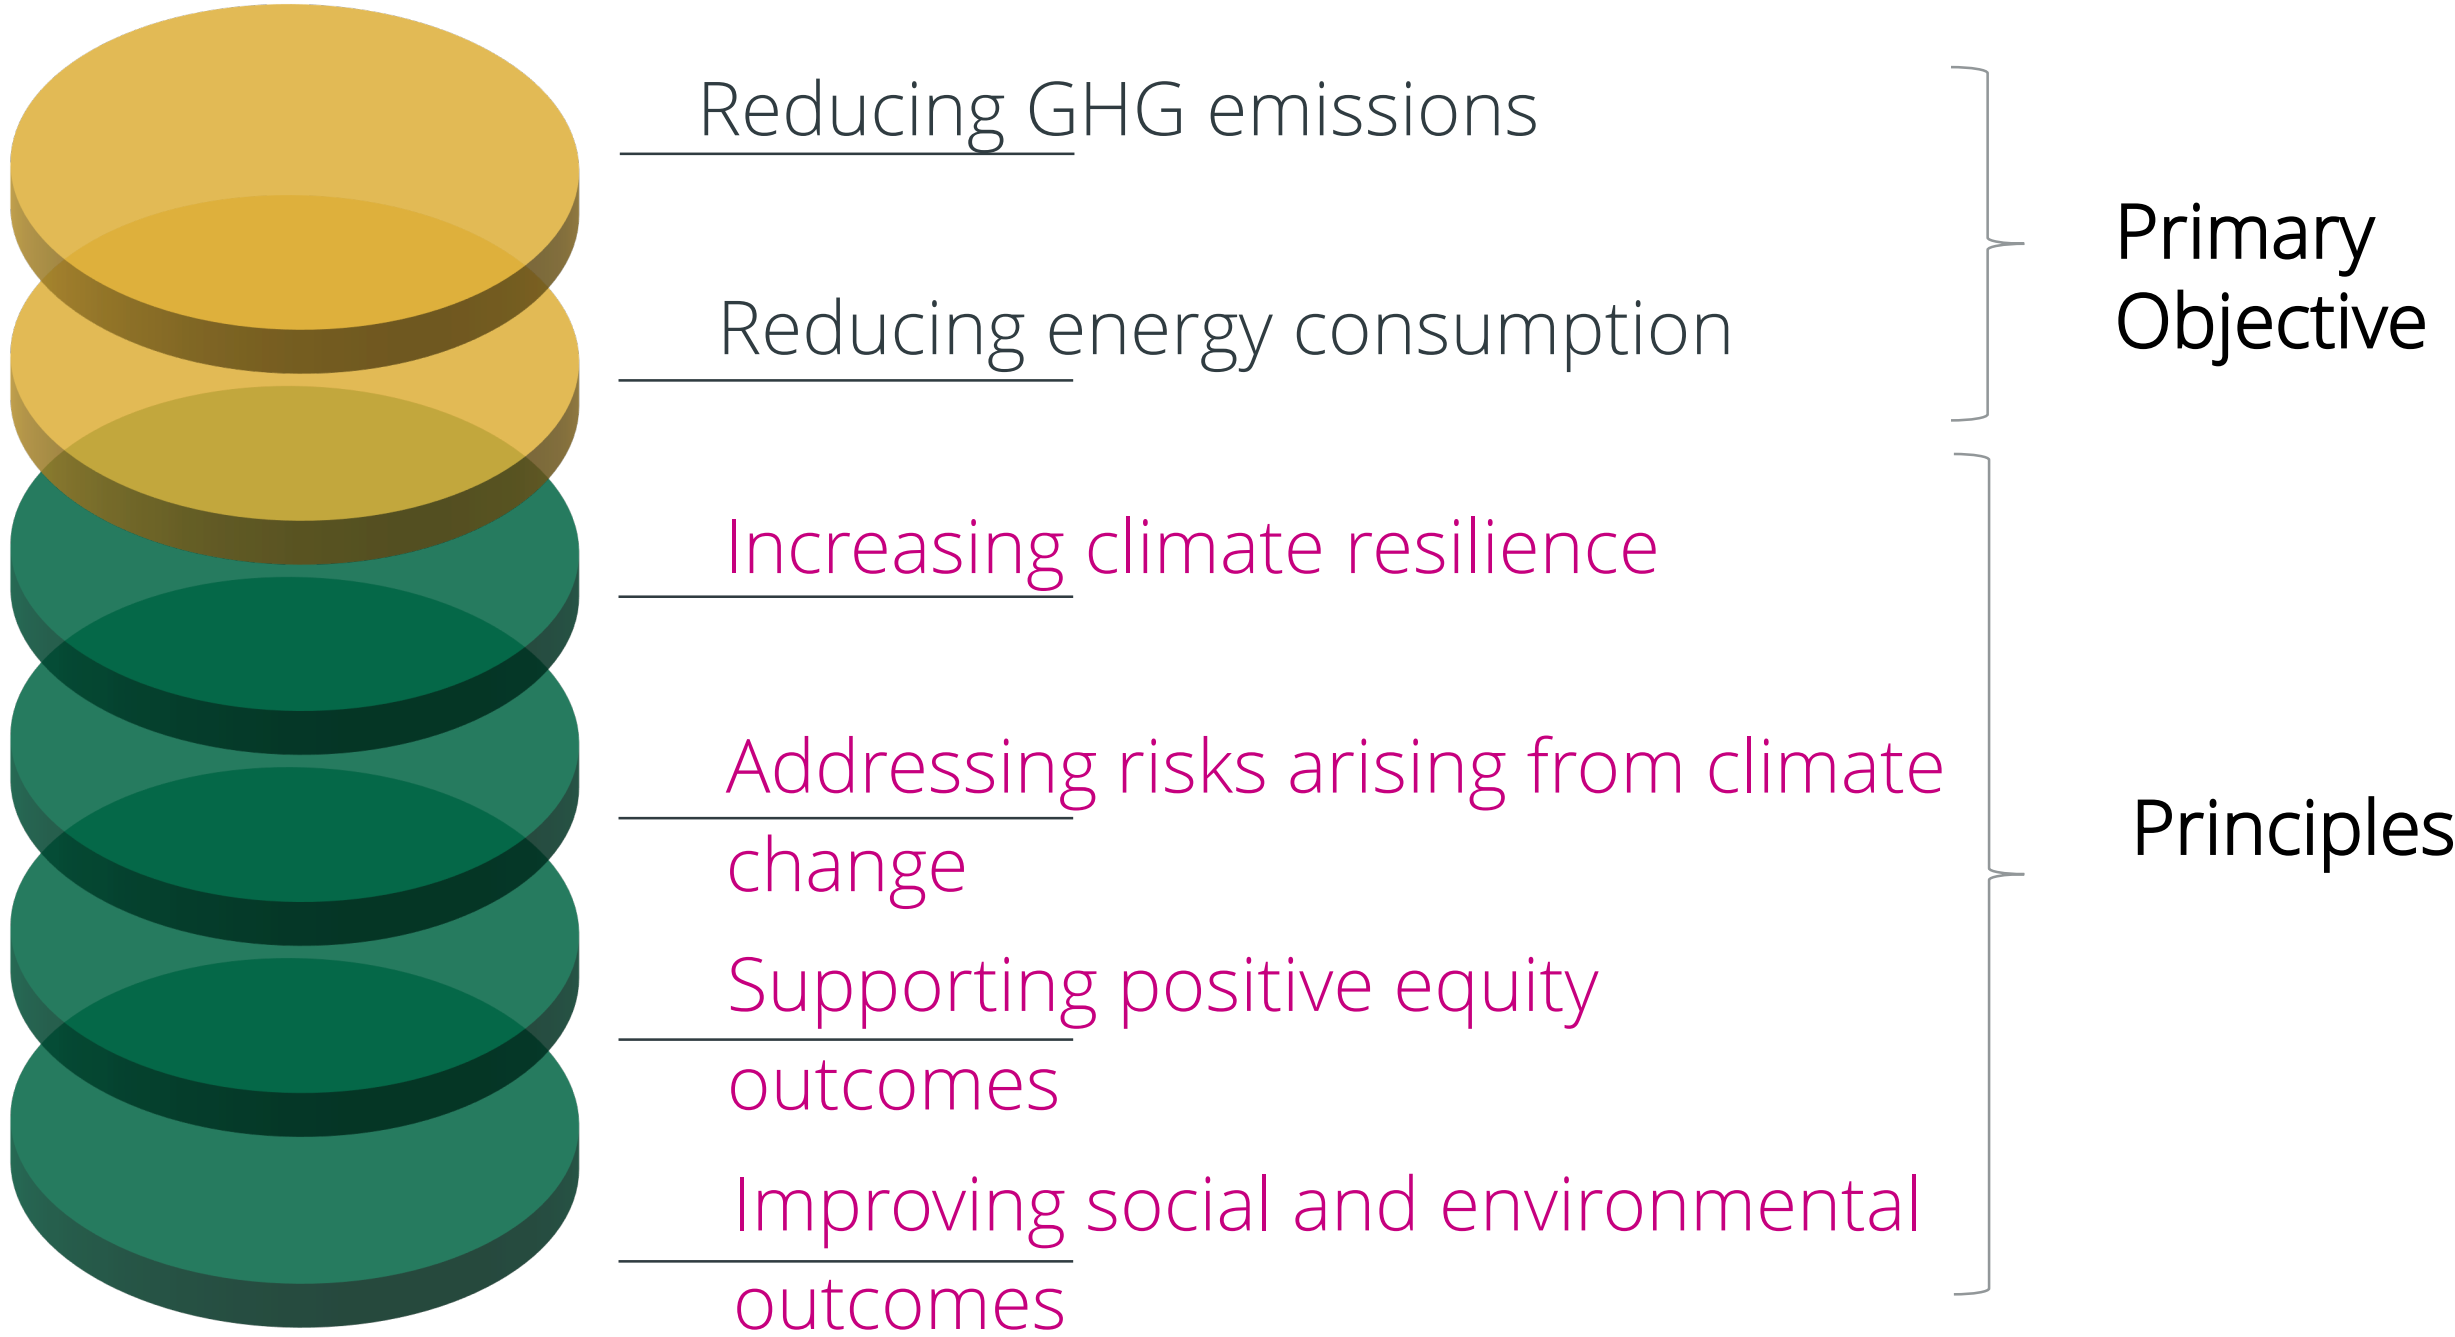 Reducing GHG emissions
Reducing energy consumption
Primary
Objective
Increasing climate resilience
Addressing risks arising from climate
change
Supporting positive equity
outcomes
Improving social and environmental
outcomes
Principles